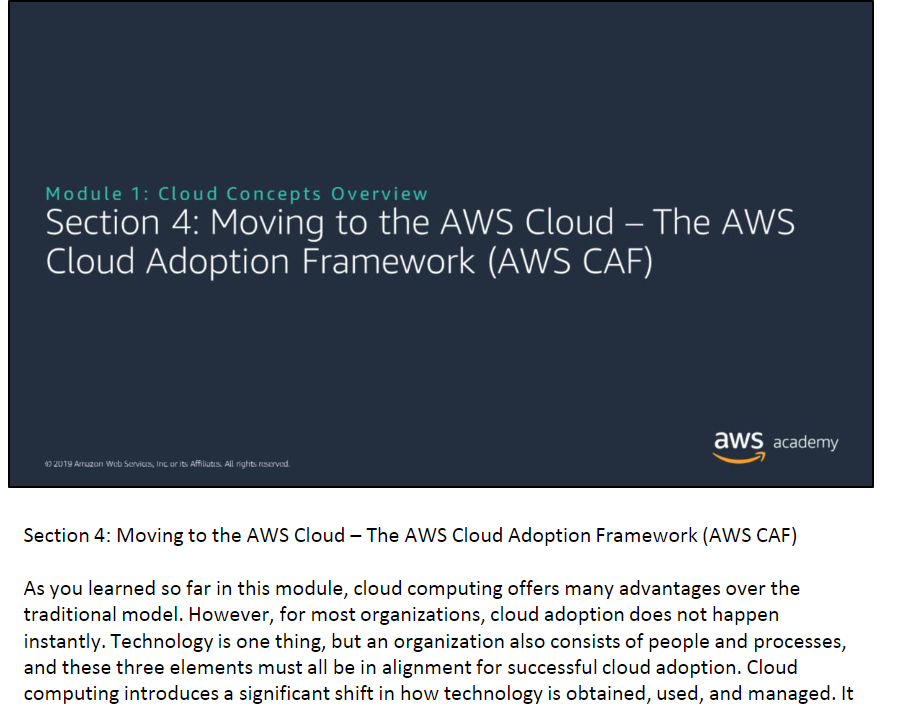 Module 1: Cloud Concepts Overview
Section 4: Moving to the AWS Cloud – The AWS
Cloud Adoption Framework (AWS CAF)
aws academy
© 2019 Amazon Web Services, Inc. or its Affiliates. All rights reserved.
Section 4: Moving to the AWS Cloud – The AWS Cloud Adoption Framework (AWS CAF)
As you learned so far in this module, cloud computing offers many advantages over the
traditional model. However, for most organizations, cloud adoption does not happen
instantly. Technology is one thing, but an organization also consists of people and processes,
and these three elements must all be in alignment for successful cloud adoption. Cloud
computing introduces a significant shift in how technology is obtained, used, and managed. It